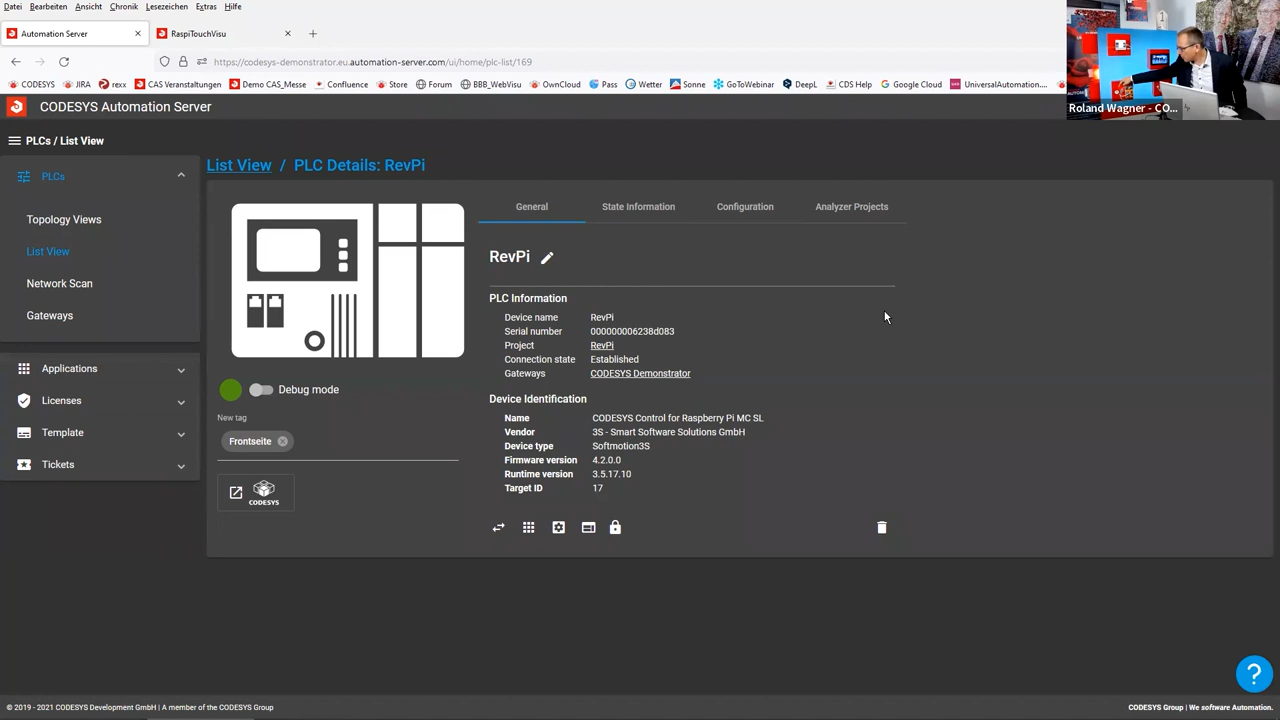 Datei Bearbeiten Ansicht Chronik Lesezeichen Extras Hilfe
Automation Server
RaspiTouchVisu
https://codesys-demonstrator.eu.automation-server.com/ui/home/plc-list/169
CODESYS JIRA rexx CAS Veranstaltungen Demo CAS_Messe Confluence Store Forum BBB_WebVisu OwnCloud Pass Wetter Sonne GoToWebinar DeepL CDS Help Google Cloud UniversalAutomation....
Roland Wagner - CO...
CODESYS Automation Server
PLCs / List View
PLCs
Topology Views
List View
Network Scan
Gateways
Applications
Licenses
Template
Tickets
List View / PLC Details: RevPi
Debug mode
New tag
Frontseite
CODESYS
General State Information Configuration Analyzer Projects
RevPi
PLC Information
Device name RevPi
Serial number 000000006238d083
Project RevPi
Connection state Established
Gateways CODESYS Demonstrator
Device Identification
Name CODESYS Control for Raspberry Pi MC SL
Vendor 3S - Smart Software Solutions GmbH
Device type Softmotion3S
Firmware version 4.2.0.0
Runtime version 3.5.17.10
Target ID 17
?
© 2019 - 2021 CODESYS Development GmbH | A member of the CODESYS Group
CODESYS Group | We software Automation.